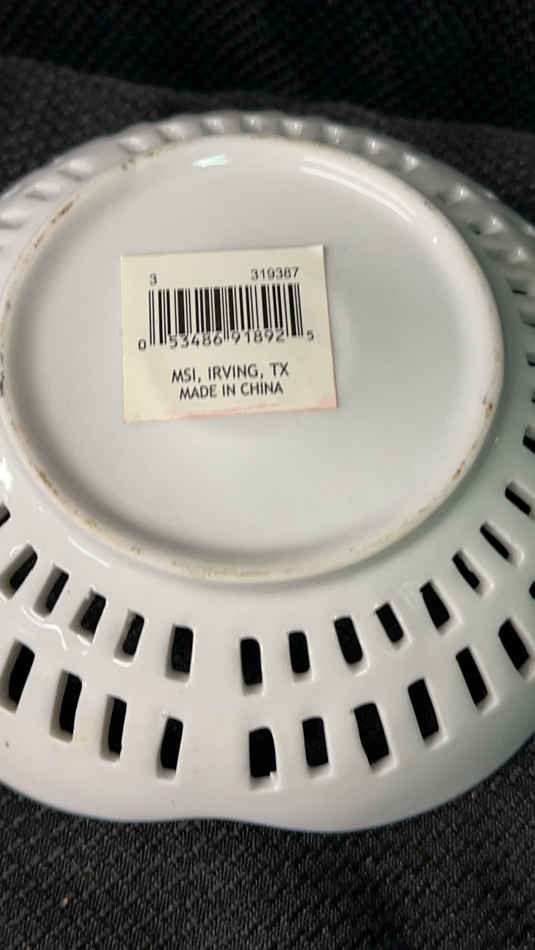 3 319387
0 53486 91892 5
MSI, IRVING, TX
MADE IN CHINA